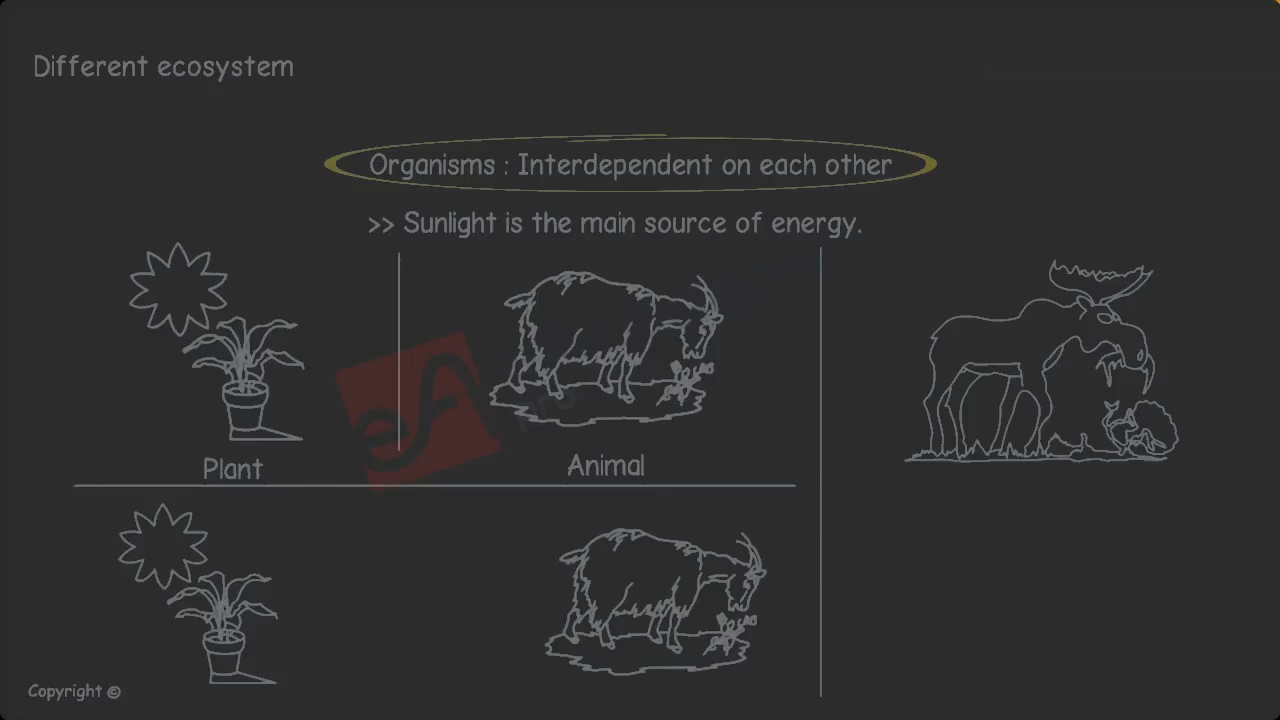 Different ecosystem
Organisms : Interdependent on each other
>> Sunlight is the main source of energy.
Plant
Animal
Copyright ©